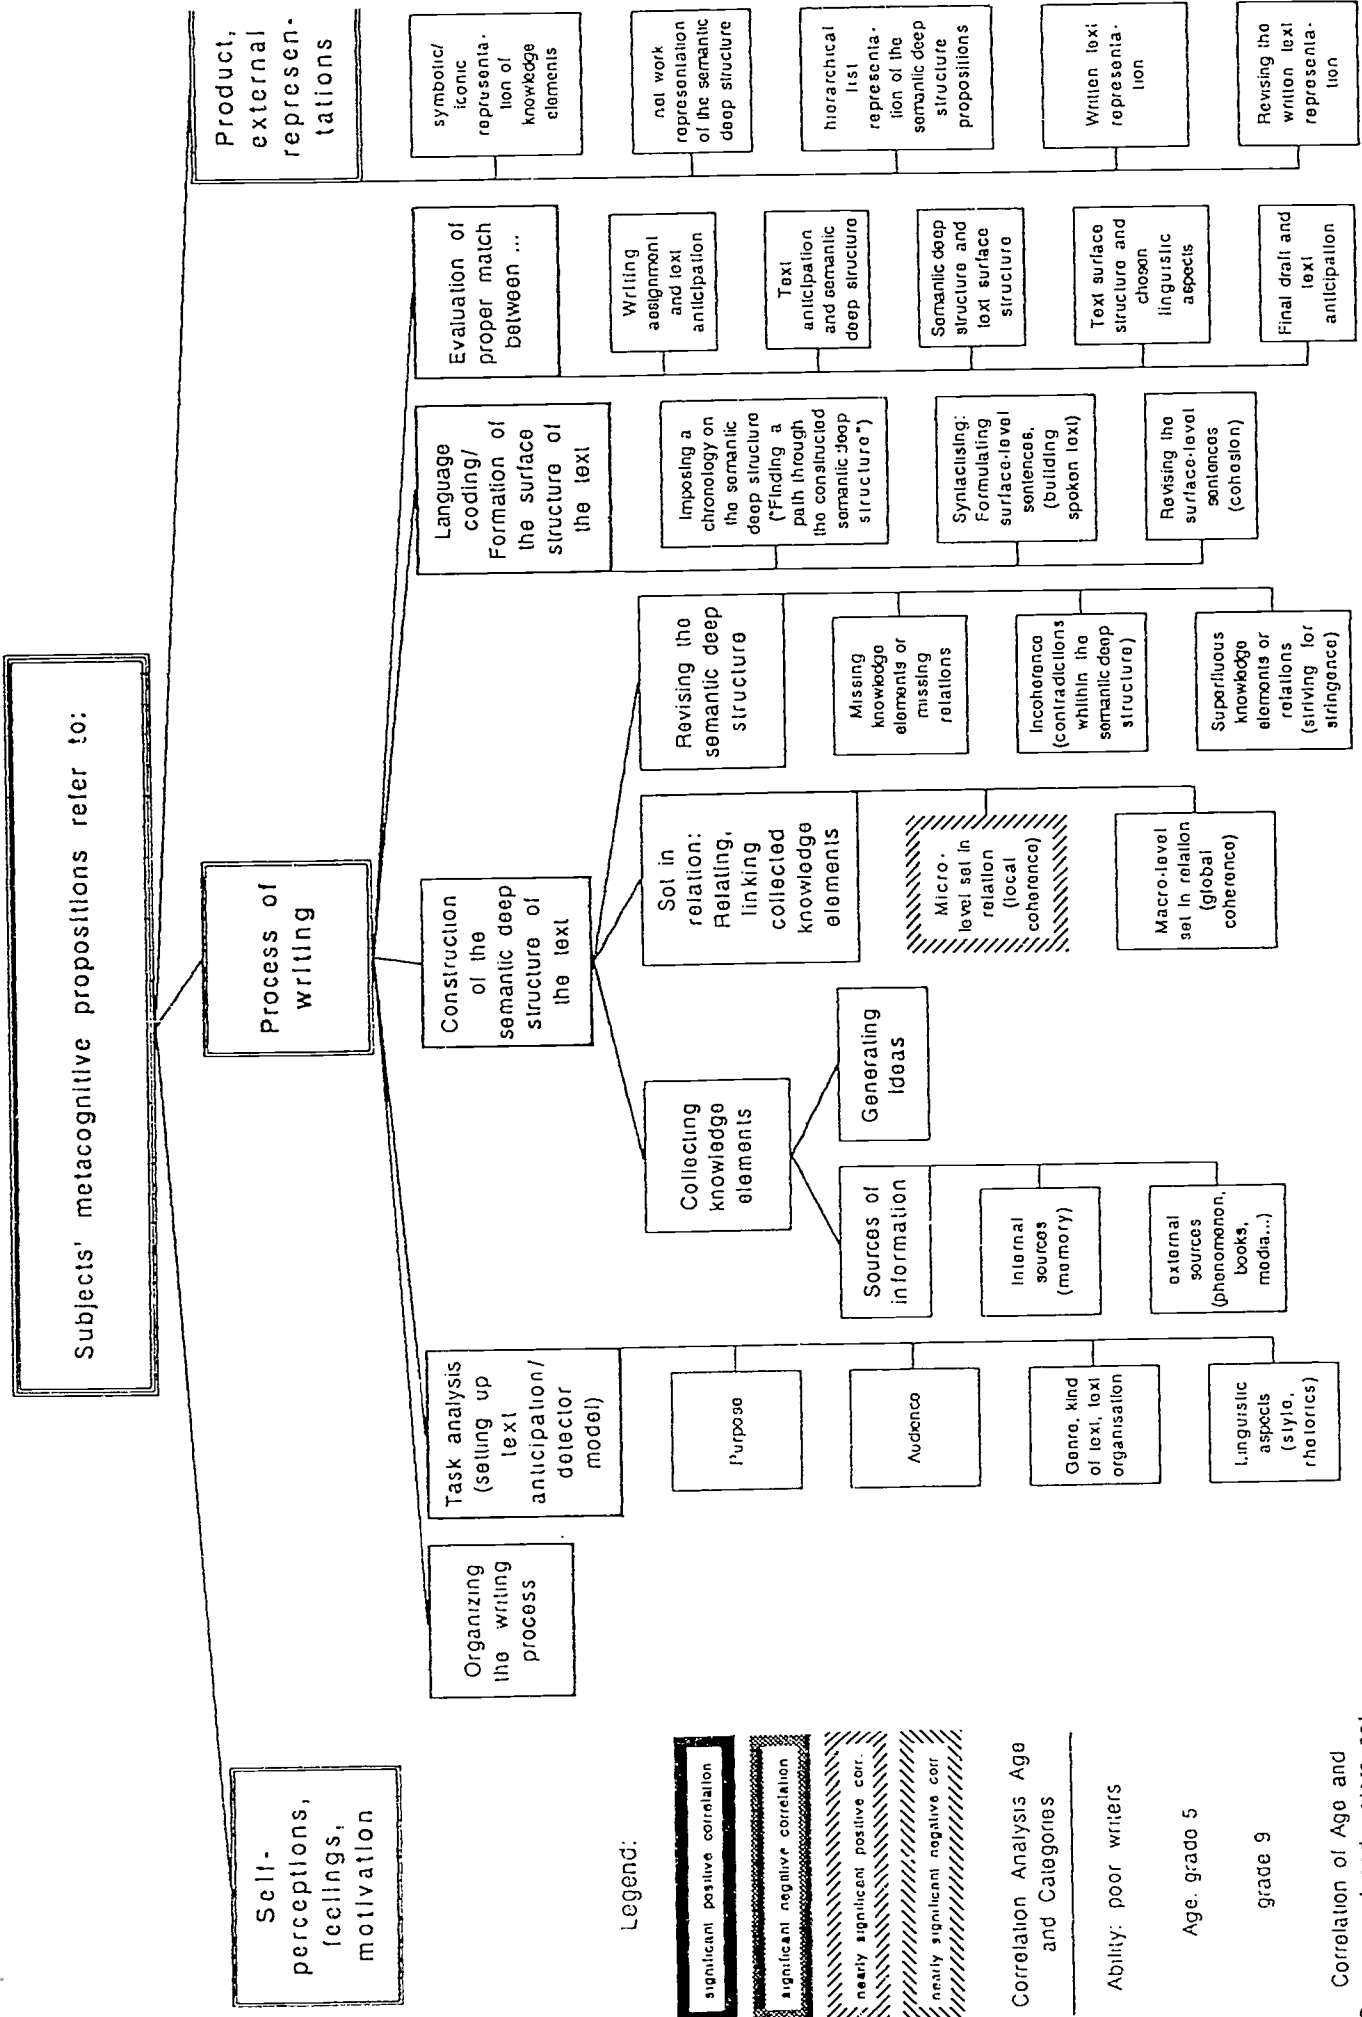 Subjects' metacognitive propositions refer to:
Self-
perceptions,
feelings,
motivation
Process of
writing
Product,
external
represen-
tations
Organizing
the writing
process
Task analysis
(setting up
text
anticipation/
detector
model)
Purpose
Audience
Genre, kind
of text, text
organisation
Linguistic
aspects
(style,
rhetorics)
Construction
of the
semantic deep
structure of
the text
Collecting
knowledge
elements
Sources of
information
Internal
sources
(memory)
external
sources
(phenomenon,
books,
media...)
Generating
Ideas
Set in
relation:
Relating,
linking
collected
knowledge
elements
Micro-
level set in
relation
(local
coherence)
Macro-level
set in relation
(global
coherence)
Revising the
semantic deep
structure
Missing
knowledge
elements or
missing
relations
Incoherence
(contradictions
whithin the
semantic deep
structure)
Superfluous
knowledge
elements or
relations
(striving for
stringence)
Language
coding/
Formation of
the surface
structure of
the text
Imposing a
chronology on
the semantic
deep structure
("Finding a
path through
the constructed
semantic deep
structure")
Syntactising:
Formulating
surface-level
sentences,
(building
spoken text)
Revising the
surface-level
sentences
(cohesion)
Evaluation of
proper match
between ...
Writing
assignment
and text
anticipation
Text
anticipation
and semantic
deep structure
Semantic deep
structure and
text surface
structure
Text surface
structure and
chosen
linguistic
aspects
Final draft and
text
anticipation
symbolic/
iconic
representa-
tion of
knowledge
elements
net work
representation
of the semantic
deep structure
hierarchical
list
representa-
tion of the
semantic deep
structure
propositions
Written text
representa-
tion
Revising the
written text
representa-
tion
Legend:
significant positive correlation
significant negative correlation
nearly significant positive corr.
nearly significant negative corr
Correlation Analysis Age
and Categories
Ability: poor writers
Age. grade 5
grade 9
Correlation of Age and